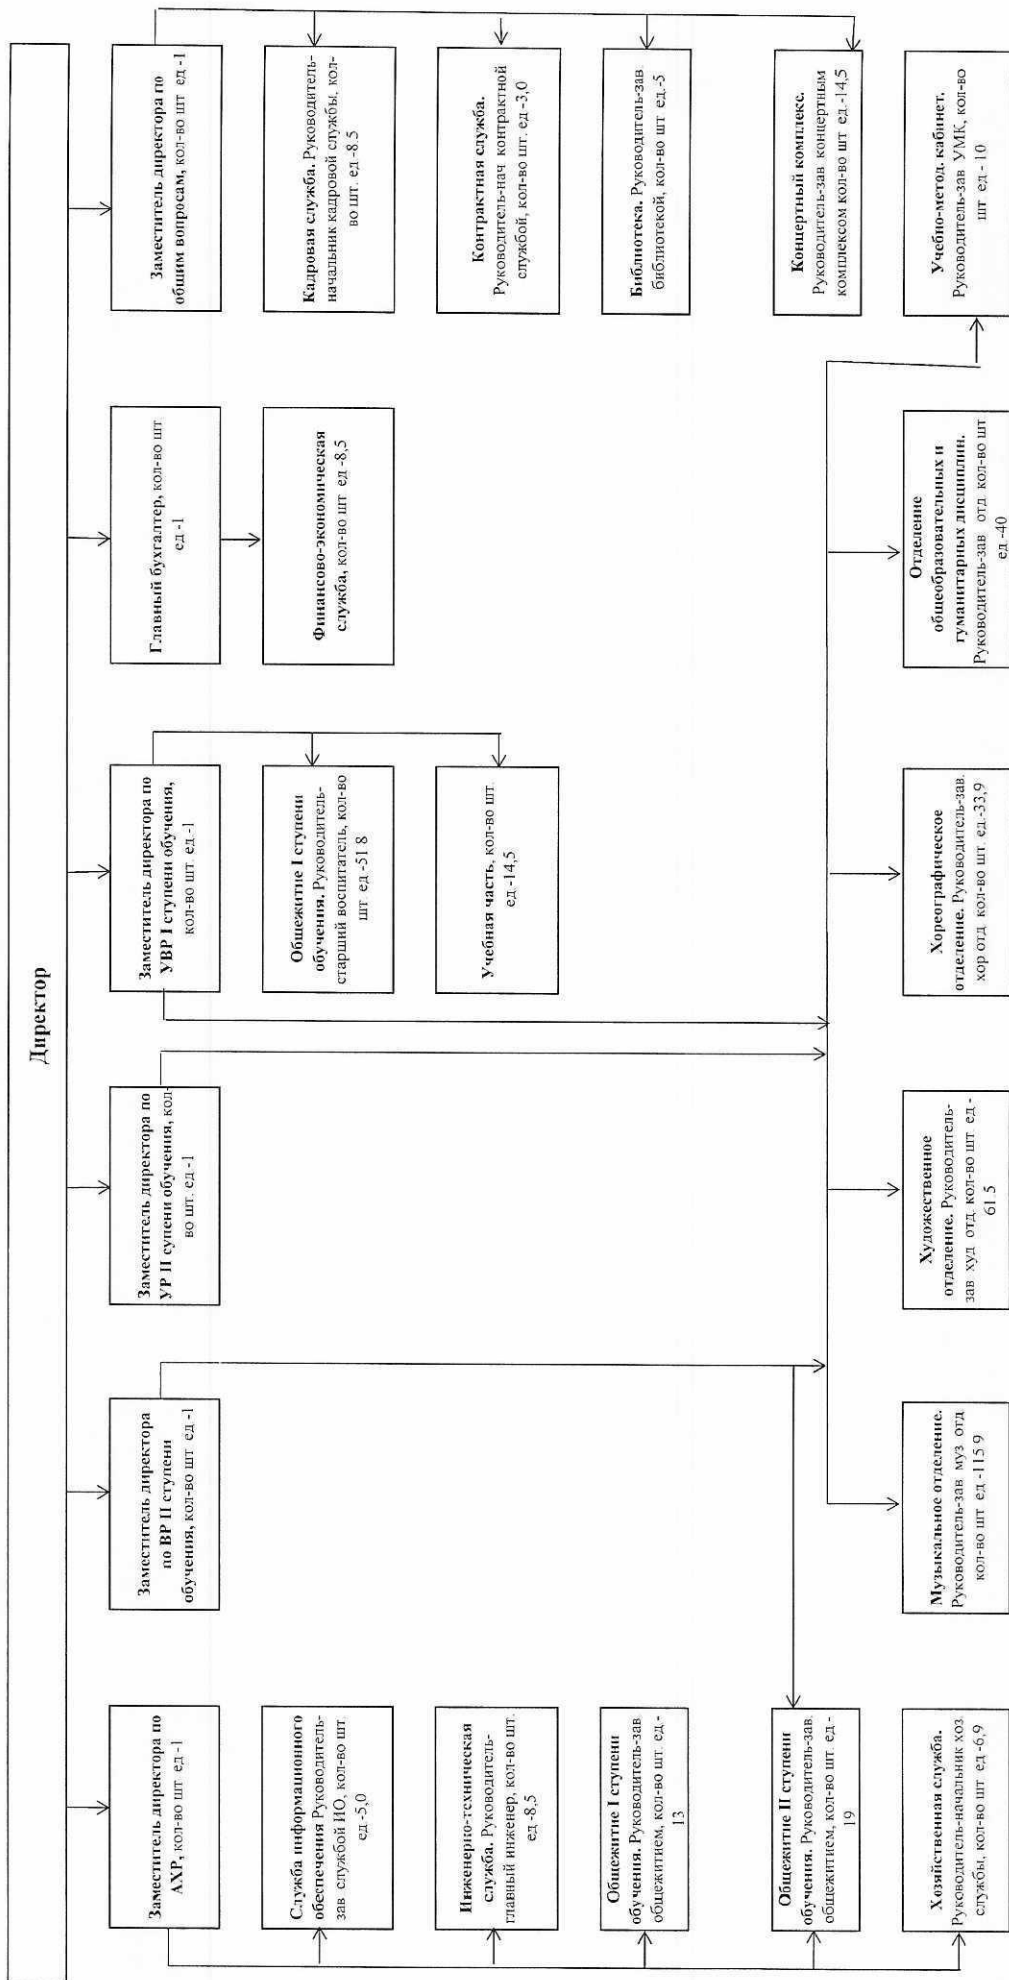 Директор
Заместитель директора по
АХР, кол-во шт ед -1
Заместитель директора
по ВР II ступени
обучения, кол-во шт ед -1
Заместитель директора по
УР II супени обучения, кол-
во шт. ед -1
Заместитель директора по
УВР I ступени обучения,
кол-во шт. ед -1
Главный бухгалтер, кол-во шт
ед -1
Заместитель директора по
общим вопросам, кол-во шт ед -1
Служба информационного
обеспечения Руководитель-
зав службой ИО, кол-во шт.
ед -5,0
Общежитие I ступени
обучения. Руководитель-
старший воспитатель, кол-во
шт ед -51 8
Финансово-экономическая
служба, кол-во шт ед -8,5
Кадровая служба. Руководитель-
начальник кадровой службы, кол-
во шт. ед -8.5
Инженерно-техническая
служба. Руководитель-
главный инженер, кол-во шт.
ед -8,5
Учебная часть, кол-во шт.
ед -14,5
Контрактная служба.
Руководитель-нач контрактной
службой, кол-во шт. ед -3,0
Общежитие I ступени
обучения. Руководитель-зав
общежитием, кол-во шт. ед -
13
Библиотека. Руководитель-зав
библиотекой, кол-во шт ед -5
Общежитие II ступени
обучения. Руководитель-зав.
общежитием, кол-во шт. ед -
19
Концертный комплекс.
Руководитель-зав концертным
комплексом кол-во шт ед -14,5
Хозяйственная служба.
Руководитель-начальник хоз
службы, кол-во шт ед -6,9
Музыкальное отделение.
Руководитель-зав муз отд
кол-во шт ед -115 9
Художественное
отделение. Руководитель-
зав худ отд кол-во шт ед -
61.5
Хореографическое
отделение. Руководитель-зав.
хор отд кол-во шт. ед -33,9
Отделение
общеобразовательных и
гуманитарных дисциплин.
Руководитель-зав отд кол-во шт
ед -40
Учебно-метод. кабинет.
Руководитель-зав УМК, кол-во
шт ед - 10